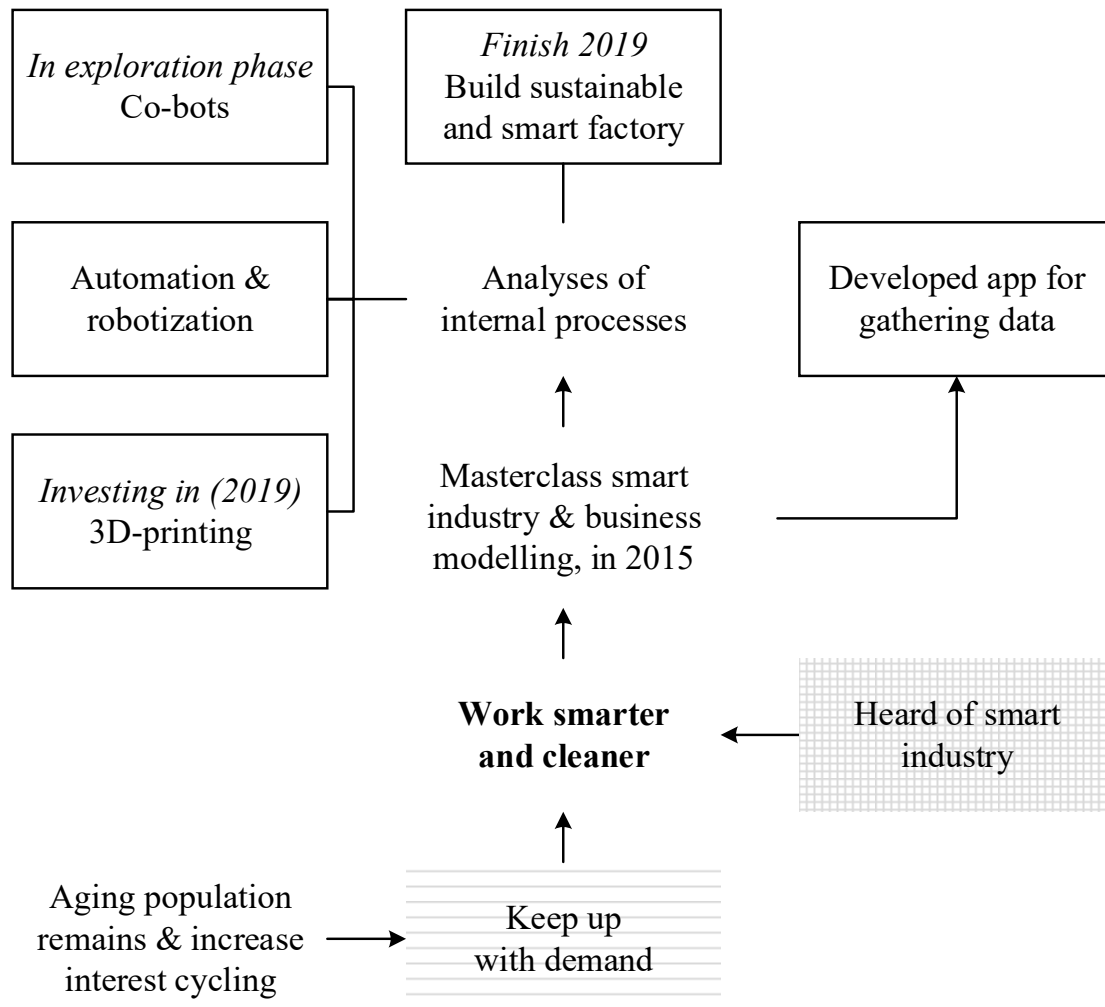 In exploration phase
Co-bots
Finish 2019
Build sustainable
and smart factory
Automation &
robotization
Analyses of
internal processes
Developed app for
gathering data
Investing in (2019)
3D-printing
Masterclass smart
industry & business
modelling, in 2015
Work smarter
and cleaner
Heard of smart
industry
Aging population
remains & increase
interest cycling
Keep up
with demand